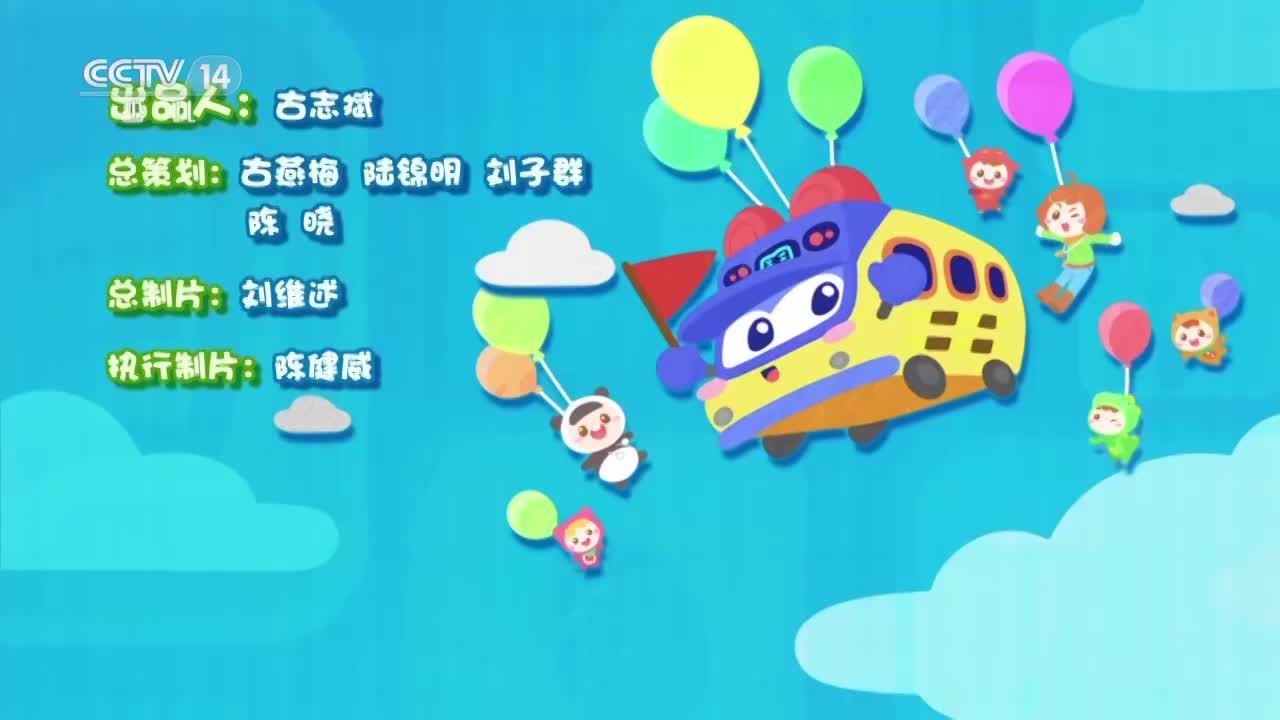 CCTV 14
出品人：古志斌
总策划：古燕梅 陆锦明 刘子群
陈 晓
总制片：刘维述
执行制片：陈健威